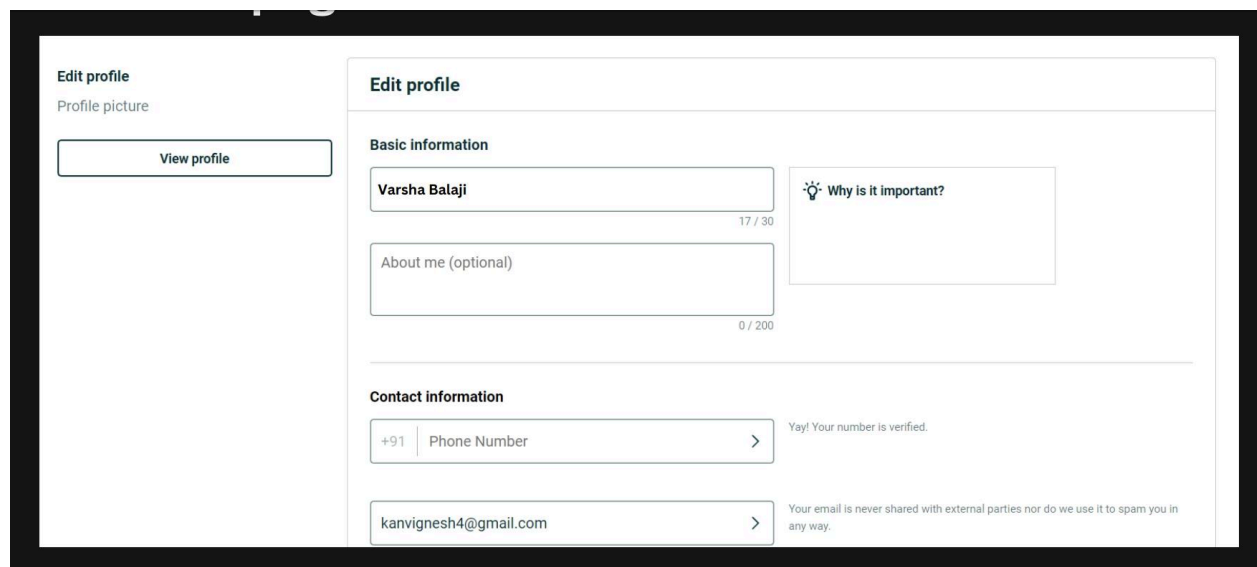 Edit profile
Profile picture
View profile
Edit profile
Basic information
Varsha Balaji
17 / 30
Why is it important?
About me (optional)
0 / 200
Contact information
+91 Phone Number
Yay! Your number is verified.
kanvignesh4@gmail.com
Your email is never shared with external parties nor do we use it to spam you in
any way.